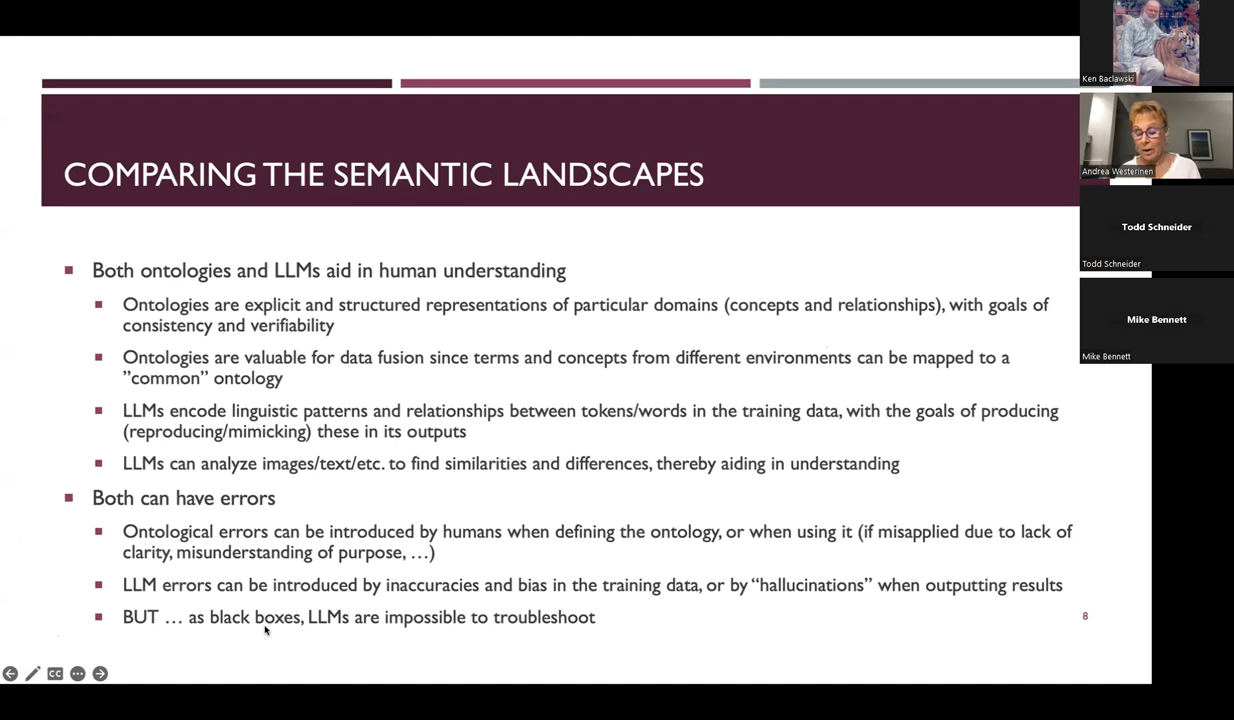 COMPARING THE SEMANTIC LANDSCAPES
Both ontologies and LLMs aid in human understanding
Ontologies are explicit and structured representations of particular domains (concepts and relationships), with goals of
consistency and verifiability
Ontologies are valuable for data fusion since terms and concepts from different environments can be mapped to a
”common” ontology
LLMs encode linguistic patterns and relationships between tokens/words in the training data, with the goals of producing
(reproducing/mimicking) these in its outputs
LLMs can analyze images/text/etc. to find similarities and differences, thereby aiding in understanding
Both can have errors
Ontological errors can be introduced by humans when defining the ontology, or when using it (if misapplied due to lack of
clarity, misunderstanding of purpose, …)
LLM errors can be introduced by inaccuracies and bias in the training data, or by “hallucinations” when outputting results
BUT … as black boxes, LLMs are impossible to troubleshoot
8
CC
Ken Baclawski
Andrea Westerinen
Todd Schneider
Todd Schneider
Mike Bennett
Mike Bennett